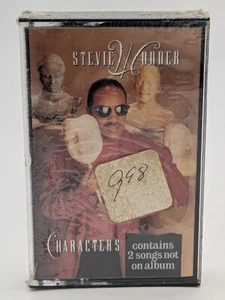 STEVIE WONDER
998
CHARACTERS
contains
2 songs not
on album